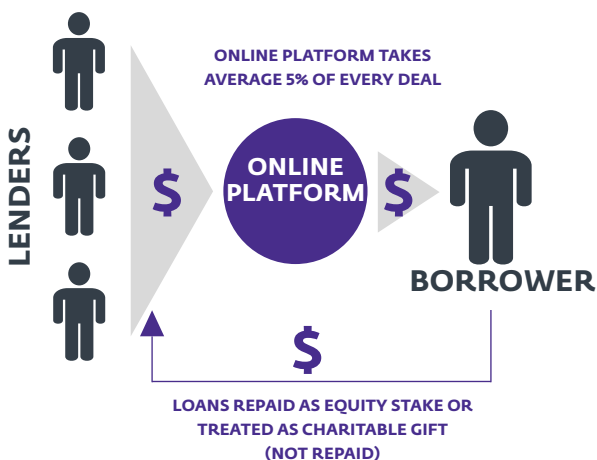 ONLINE PLATFORM TAKES
AVERAGE 5% OF EVERY DEAL
LENDERS
$
ONLINE
PLATFORM
$
BORROWER
$
LOANS REPAID AS EQUITY STAKE OR
TREATED AS CHARITABLE GIFT
(NOT REPAID)